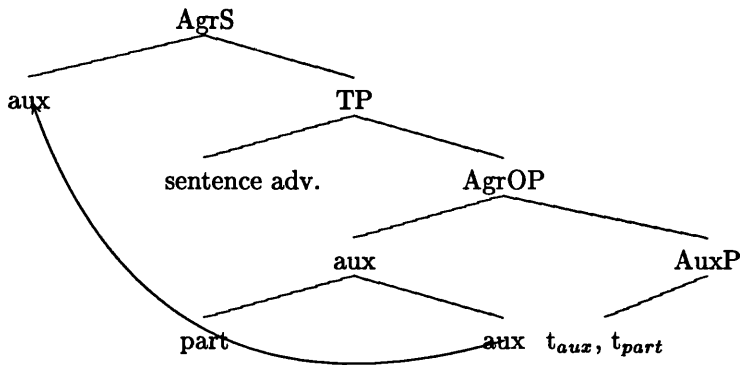 AgrS
aux TP
sentence adv. AgrOP
aux AuxP
part aux t_aux, t_part